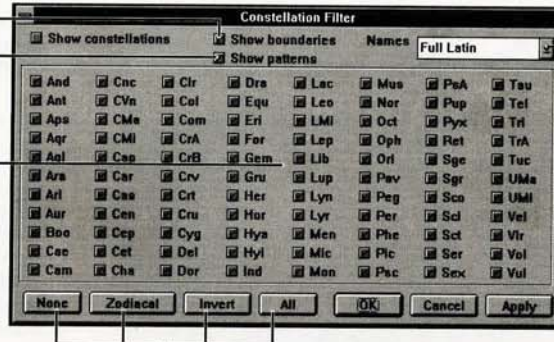 Constellation Filter
Show constellations Show boundaries Names Full Latin
Show patterns
And Cnc Cir Dra Lac Mus PsA Tau
Ant CVn Col Equ Leo Nor Pup Tel
Aps CMa Com Eri LMi Oct Pyx Tri
Aqr CMi CrA For Lep Oph Ret TrA
Aql Cap CrB Gem Lib Ori Sge Tuc
Ara Car Crv Gru Lup Pav Sgr UMa
Ari Cas Crt Her Lyn Peg Sco UMi
Aur Cen Cru Hor Lyr Per Scl Vel
Boo Cep Cyg Hya Men Phe Sct Vir
Cae Cet Del Hyi Mic Pic Ser Vol
Cam Cha Dor Ind Mon Psc Sex Vul
None Zodiacal Invert All OK Cancel Apply